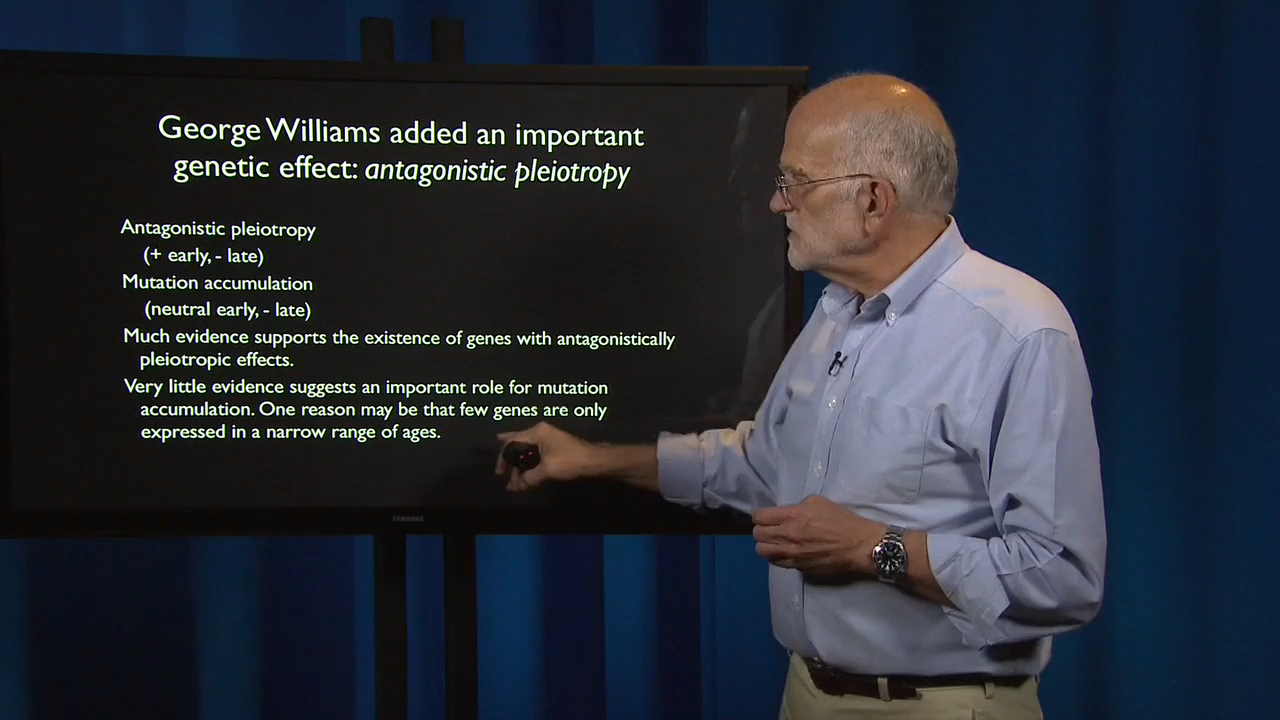 George Williams added an important
genetic effect: antagonistic pleiotropy
Antagonistic pleiotropy
(+ early, - late)
Mutation accumulation
(neutral early, - late)
Much evidence supports the existence of genes with antagonistically
pleiotropic effects.
Very little evidence suggests an important role for mutation
accumulation. One reason may be that few genes are only
expressed in a narrow range of ages.
SAMSUNG